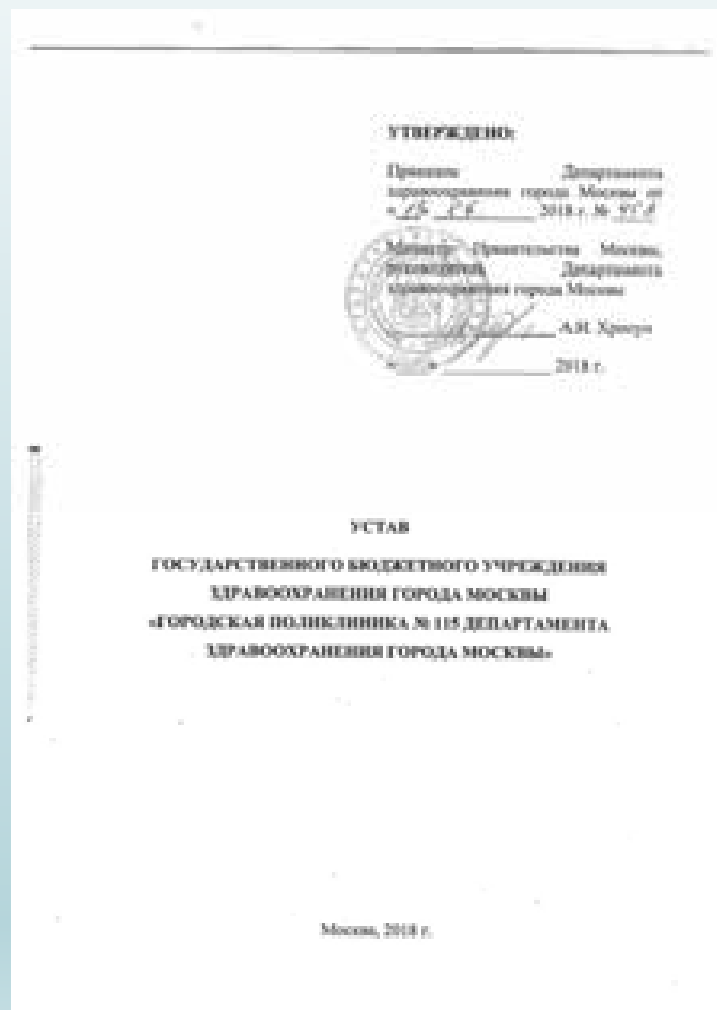 УТВЕРЖДЕНО:
Приказом Департамента
здравоохранения города Москвы от
2018 г. №
Министр Правительства Москвы,
руководитель Департамента
здравоохранения города Москвы
А.И. Хрипун
2018 г.
УСТАВ
ГОСУДАРСТВЕННОГО БЮДЖЕТНОГО УЧРЕЖДЕНИЯ
ЗДРАВООХРАНЕНИЯ ГОРОДА МОСКВЫ
«ГОРОДСКАЯ ПОЛИКЛИНИКА № 115 ДЕПАРТАМЕНТА
ЗДРАВООХРАНЕНИЯ ГОРОДА МОСКВЫ»
Москва, 2018 г.